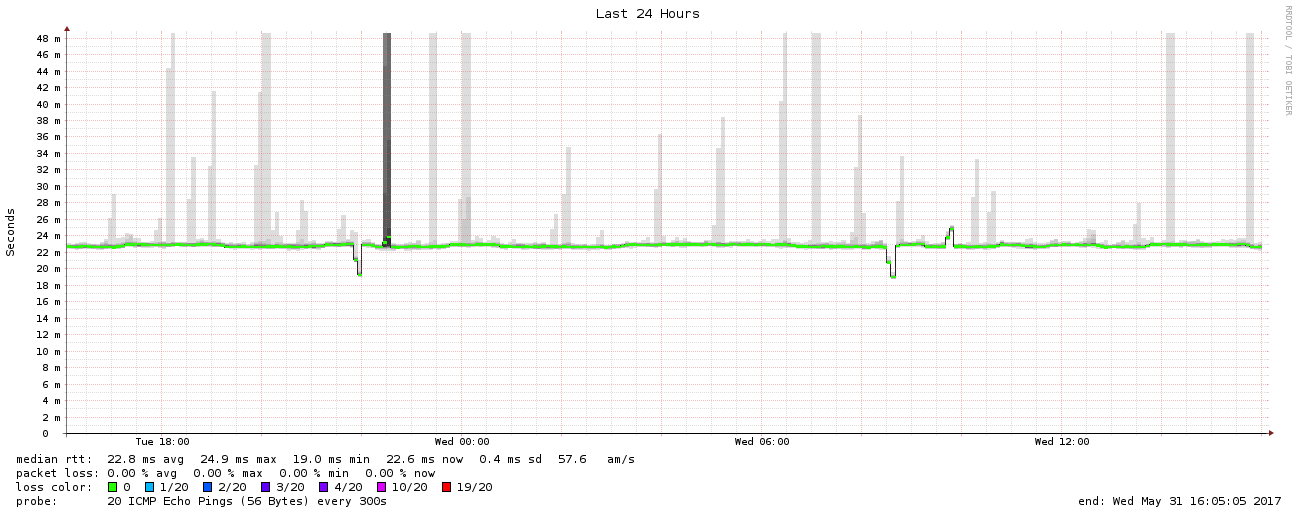 Last 24 Hours
RRDTOOL / TOBI OETIKER
Seconds
48 m
46 m
44 m
42 m
40 m
38 m
36 m
34 m
32 m
30 m
28 m
26 m
24 m
22 m
20 m
18 m
16 m
14 m
12 m
10 m
8 m
6 m
4 m
2 m
0
Tue 18:00 Wed 00:00 Wed 06:00 Wed 12:00
median rtt: 22.8 ms avg 24.9 ms max 19.0 ms min 22.6 ms now 0.4 ms sd 57.6 am/s
packet loss: 0.00 % avg 0.00 % max 0.00 % min 0.00 % now
loss color: 0 1/20 2/20 3/20 4/20 10/20 19/20
probe: 20 ICMP Echo Pings (56 Bytes) every 300s end: Wed May 31 16:05:05 2017